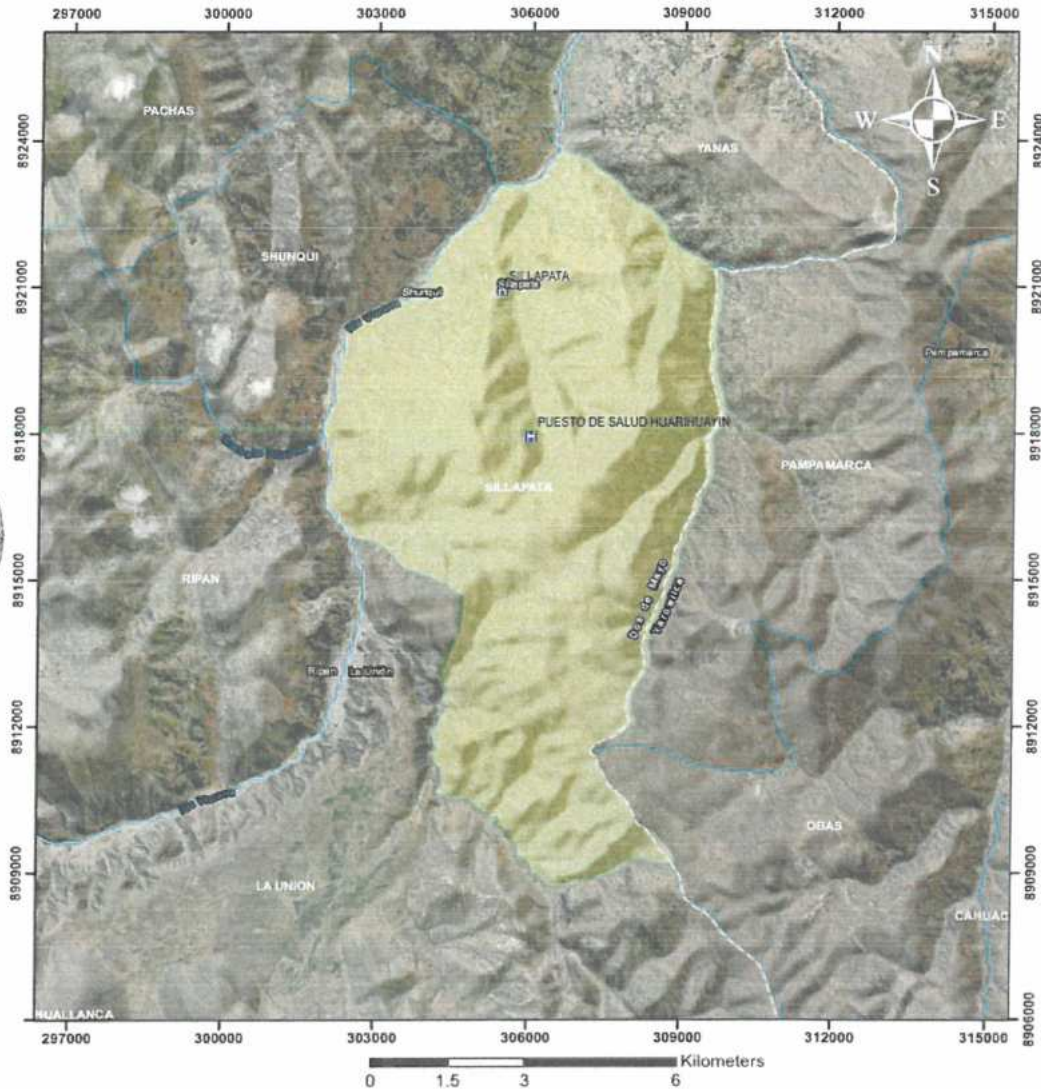 297000 300000 303000 306000 309000 312000 315000
N
W E
S
8924000 8924000
PACHAS
YANAS
SHUNQUI
8921000 8921000
SILLAPATA
Sillapata
Shunqui
Pampamarca
8918000 8918000
PUESTO DE SALUD HUARIHUAYIN
H
PAMPAMARCA
SILLAPATA
8915000 8915000
RIPAN
Dos de Mayo
Yarowilca
Ripan La Unión
8912000 8912000
OBAS
8909000 8909000
LA UNION
CAHUAC
HUALLANCA
8906000
297000 300000 303000 306000 309000 312000 315000
Kilometers
0 1.5 3 6